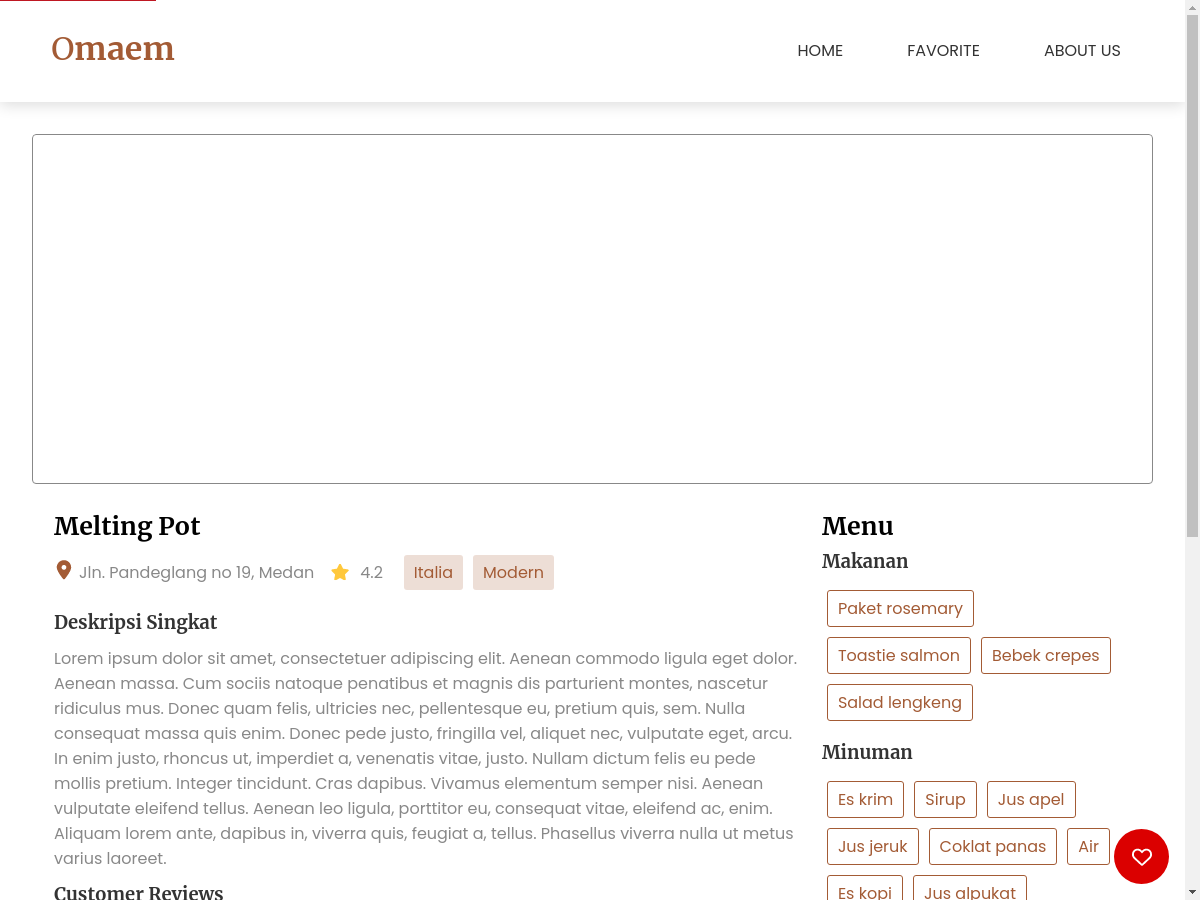 Omaem
HOME FAVORITE ABOUT US
Melting Pot
Jln. Pandeglang no 19, Medan 4.2 Italia Modern
Deskripsi Singkat
Lorem ipsum dolor sit amet, consectetuer adipiscing elit. Aenean commodo ligula eget dolor.
Aenean massa. Cum sociis natoque penatibus et magnis dis parturient montes, nascetur
ridiculus mus. Donec quam felis, ultricies nec, pellentesque eu, pretium quis, sem. Nulla
consequat massa quis enim. Donec pede justo, fringilla vel, aliquet nec, vulputate eget, arcu.
In enim justo, rhoncus ut, imperdiet a, venenatis vitae, justo. Nullam dictum felis eu pede
mollis pretium. Integer tincidunt. Cras dapibus. Vivamus elementum semper nisi. Aenean
vulputate eleifend tellus. Aenean leo ligula, porttitor eu, consequat vitae, eleifend ac, enim.
Aliquam lorem ante, dapibus in, viverra quis, feugiat a, tellus. Phasellus viverra nulla ut metus
varius laoreet.
Customer Reviews
Menu
Makanan
Paket rosemary
Toastie salmon Bebek crepes
Salad lengkeng
Minuman
Es krim Sirup Jus apel
Jus jeruk Coklat panas Air
Es kopi Jus alpukat